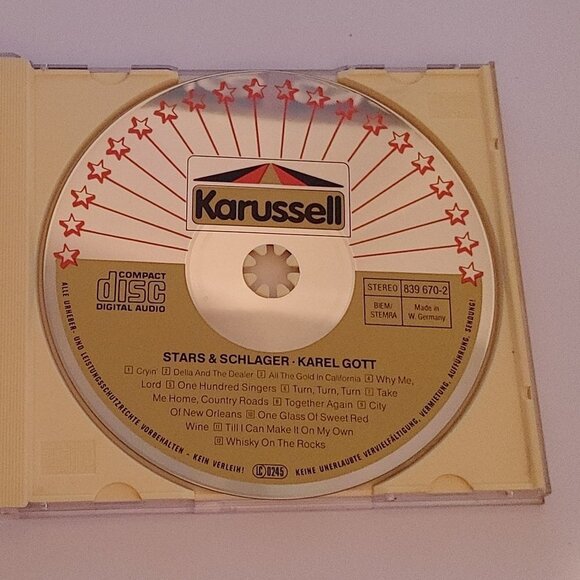 Karussell
COMPACT
disc
DIGITAL AUDIO
STEREO 839 670-2
BIEM/ Made in
STEMRA W. Germany
STARS & SCHLAGER · KAREL GOTT
1 Cryin' 2 Della And The Dealer 3 All The Gold In California 4 Why Me,
Lord 5 One Hundred Singers 6 Turn, Turn, Turn 7 Take
Me Home, Country Roads 8 Together Again 9 City
Of New Orleans 10 One Glass Of Sweet Red
Wine 11 Till I Can Make It On My Own
12 Whisky On The Rocks
ALLE URHEBER- UND LEISTUNGSSCHUTZRECHTE VORBEHALTEN - KEIN VERLEIH! LC 0245 KEINE UNERLAUBTE VERVIELFÄLTIGUNG, VERMIETUNG, AUFFÜHRUNG, SENDUNG!